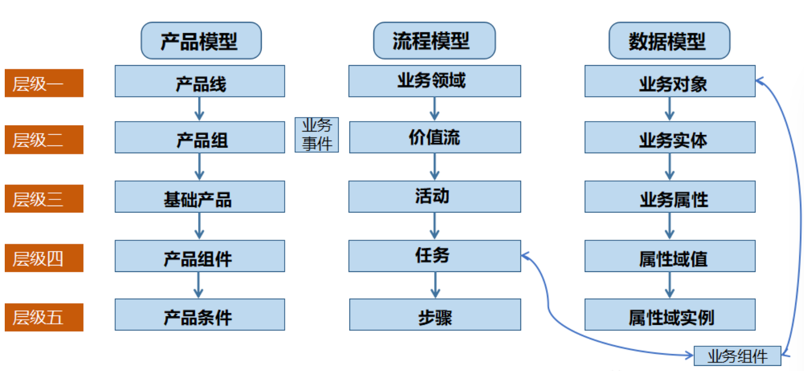 产品模型
流程模型
数据模型
层级一
产品线
业务领域
业务对象
层级二
产品组
业务
事件
价值流
业务实体
层级三
基础产品
活动
业务属性
层级四
产品组件
任务
属性域值
层级五
产品条件
步骤
属性域实例
业务组件